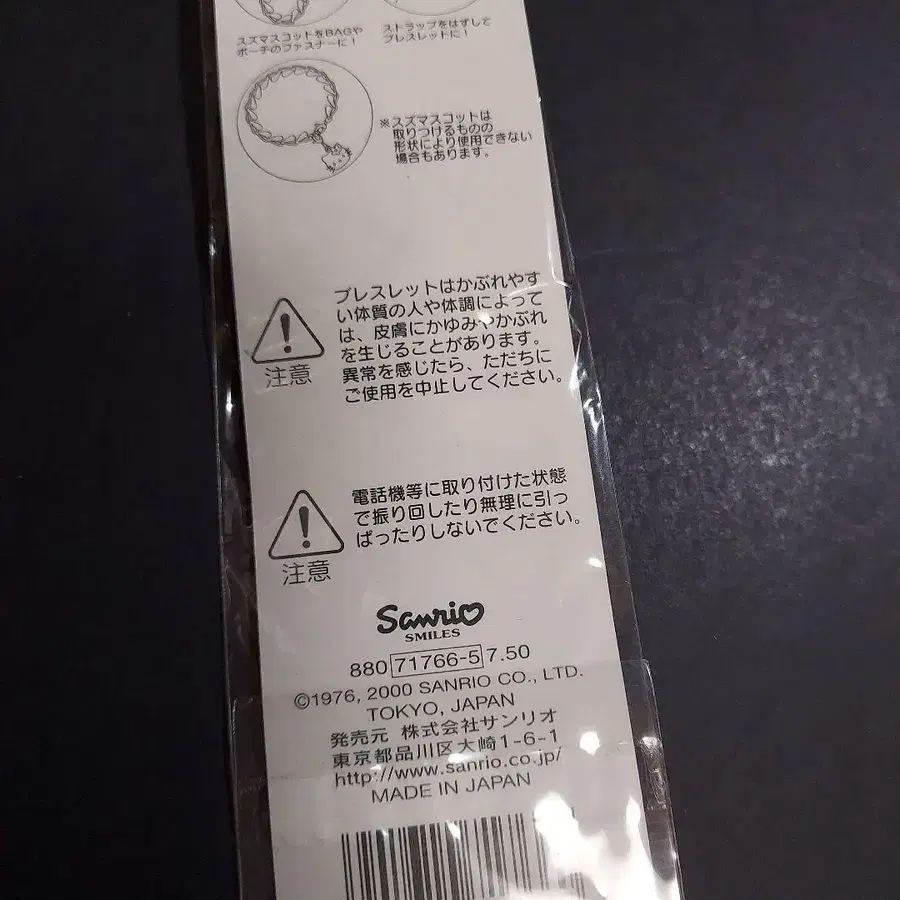 スズマスコットをBAGや
ポーチのファスナーに!
ストラップをはずして
ブレスレットに!
※スズマスコットは
取りつけるものの
形状により使用できない
場合もあります。
ブレスレットはかぶれやす
い体質の人や体調によって
は、皮膚にかゆみやかぶれ
を生じることがあります。
異常を感じたら、ただちに
ご使用を中止してください。
注意
電話機等に取り付けた状態
で振り回したり無理に引っ
ぱったりしないでください。
注意
Sanrio
SMILES
880 71766-5 7.50
©1976, 2000 SANRIO CO., LTD.
TOKYO, JAPAN
発売元 株式会社サンリオ
東京都品川区大崎1-6-1
http://www.sanrio.co.jp/
MADE IN JAPAN